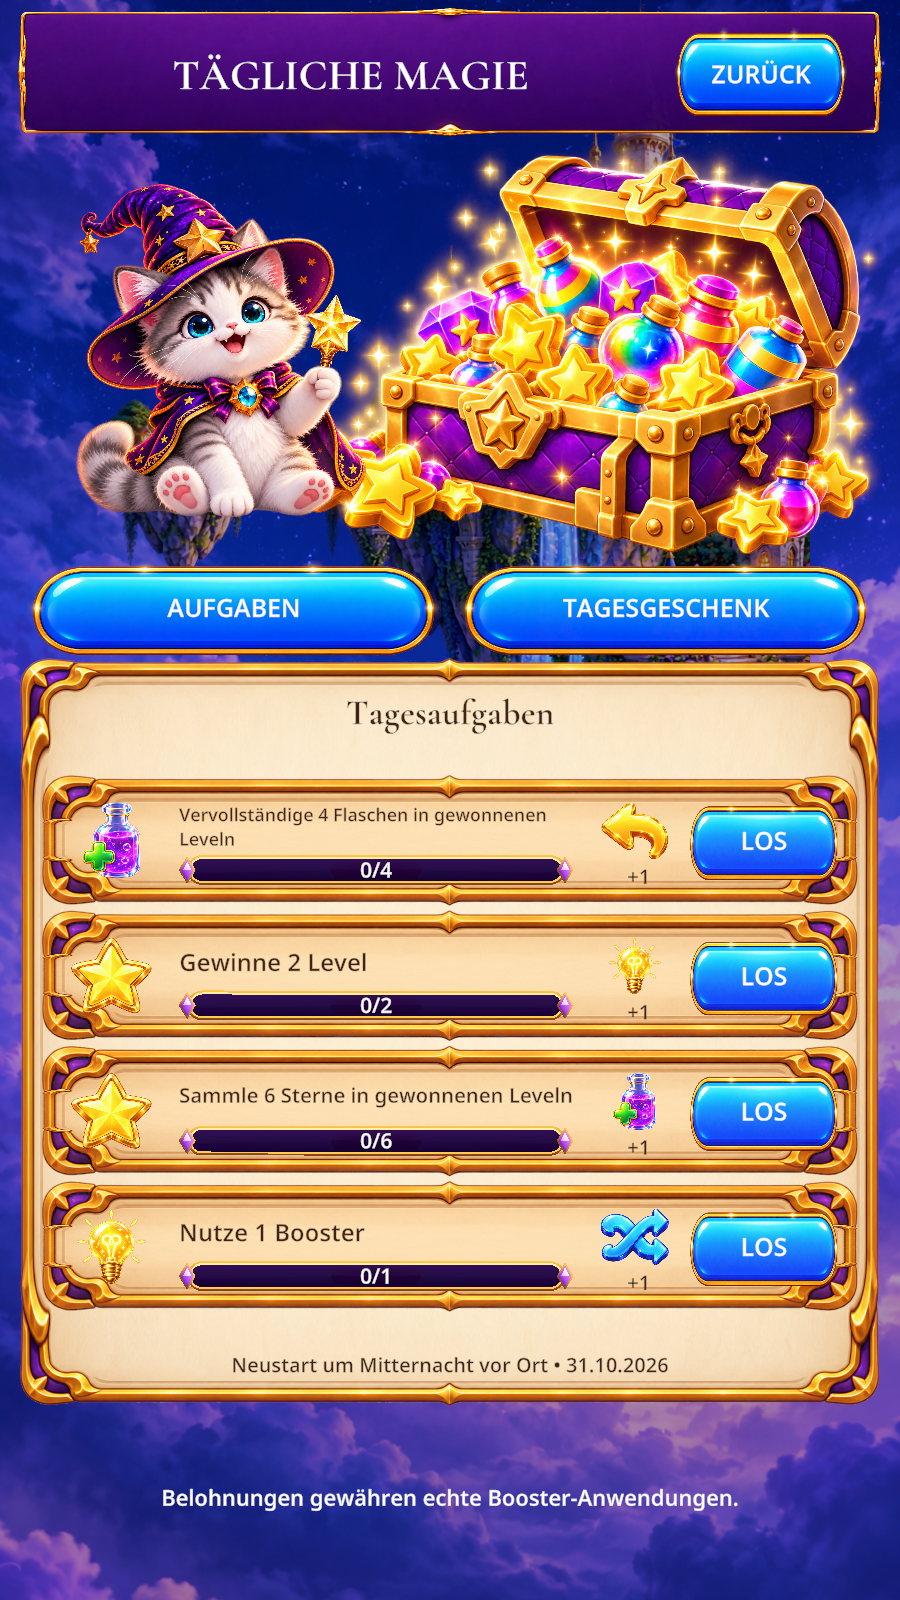 TÄGLICHE MAGIE
ZURÜCK
AUFGABEN
TAGESGESCHENK
Tagesaufgaben
Vervollständige 4 Flaschen in gewonnenen
Leveln
0/4
+1
LOS
Gewinne 2 Level
0/2
+1
LOS
Sammle 6 Sterne in gewonnenen Leveln
0/6
+1
LOS
Nutze 1 Booster
0/1
+1
LOS
Neustart um Mitternacht vor Ort • 31.10.2026
Belohnungen gewähren echte Booster-Anwendungen.